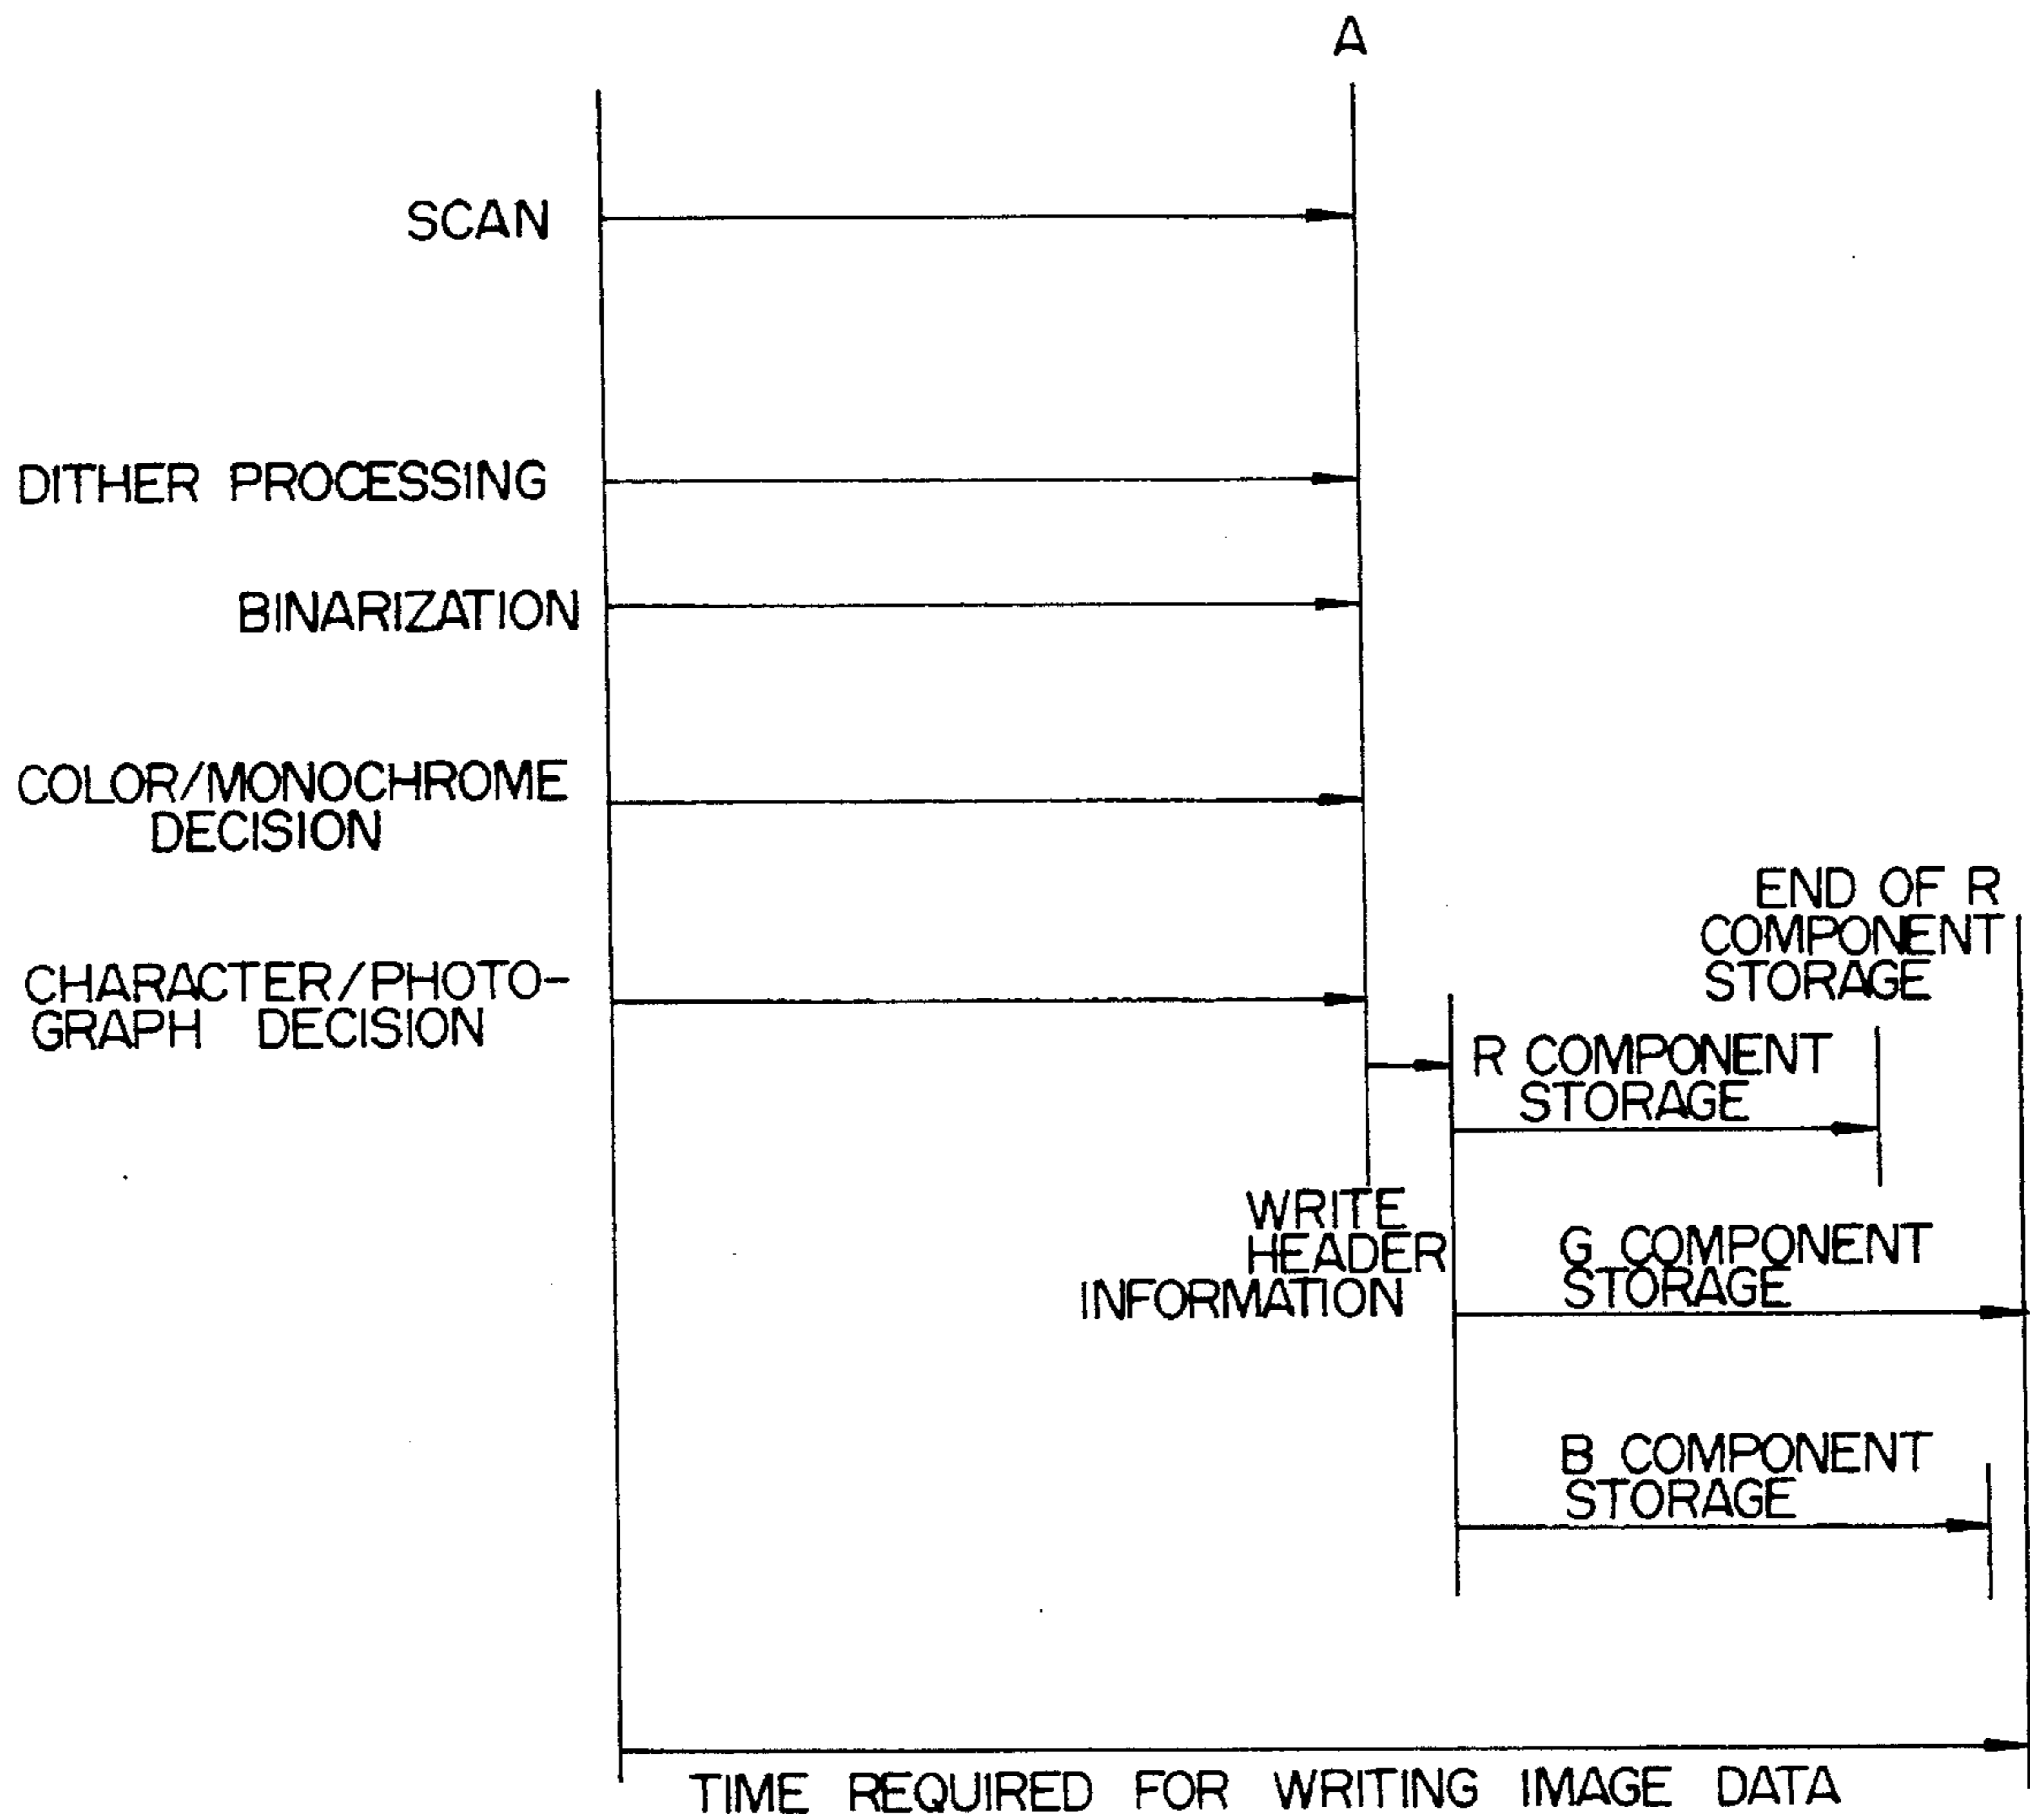 A
SCAN
DITHER PROCESSING
BINARIZATION
COLOR/MONOCHROME
DECISION
CHARACTER/PHOTO-
GRAPH DECISION
END OF R
COMPONENT
STORAGE
R COMPONENT
STORAGE
WRITE
HEADER
INFORMATION
G COMPONENT
STORAGE
B COMPONENT
STORAGE
TIME REQUIRED FOR WRITING IMAGE DATA